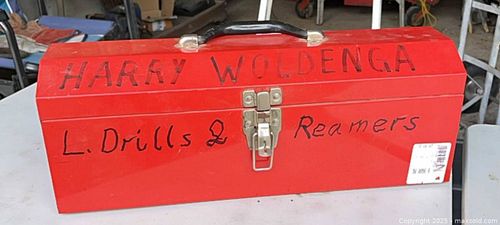 HARRY WOLDENGA
L. Drills & Reamers
Copyright 2025 - maxsold.com